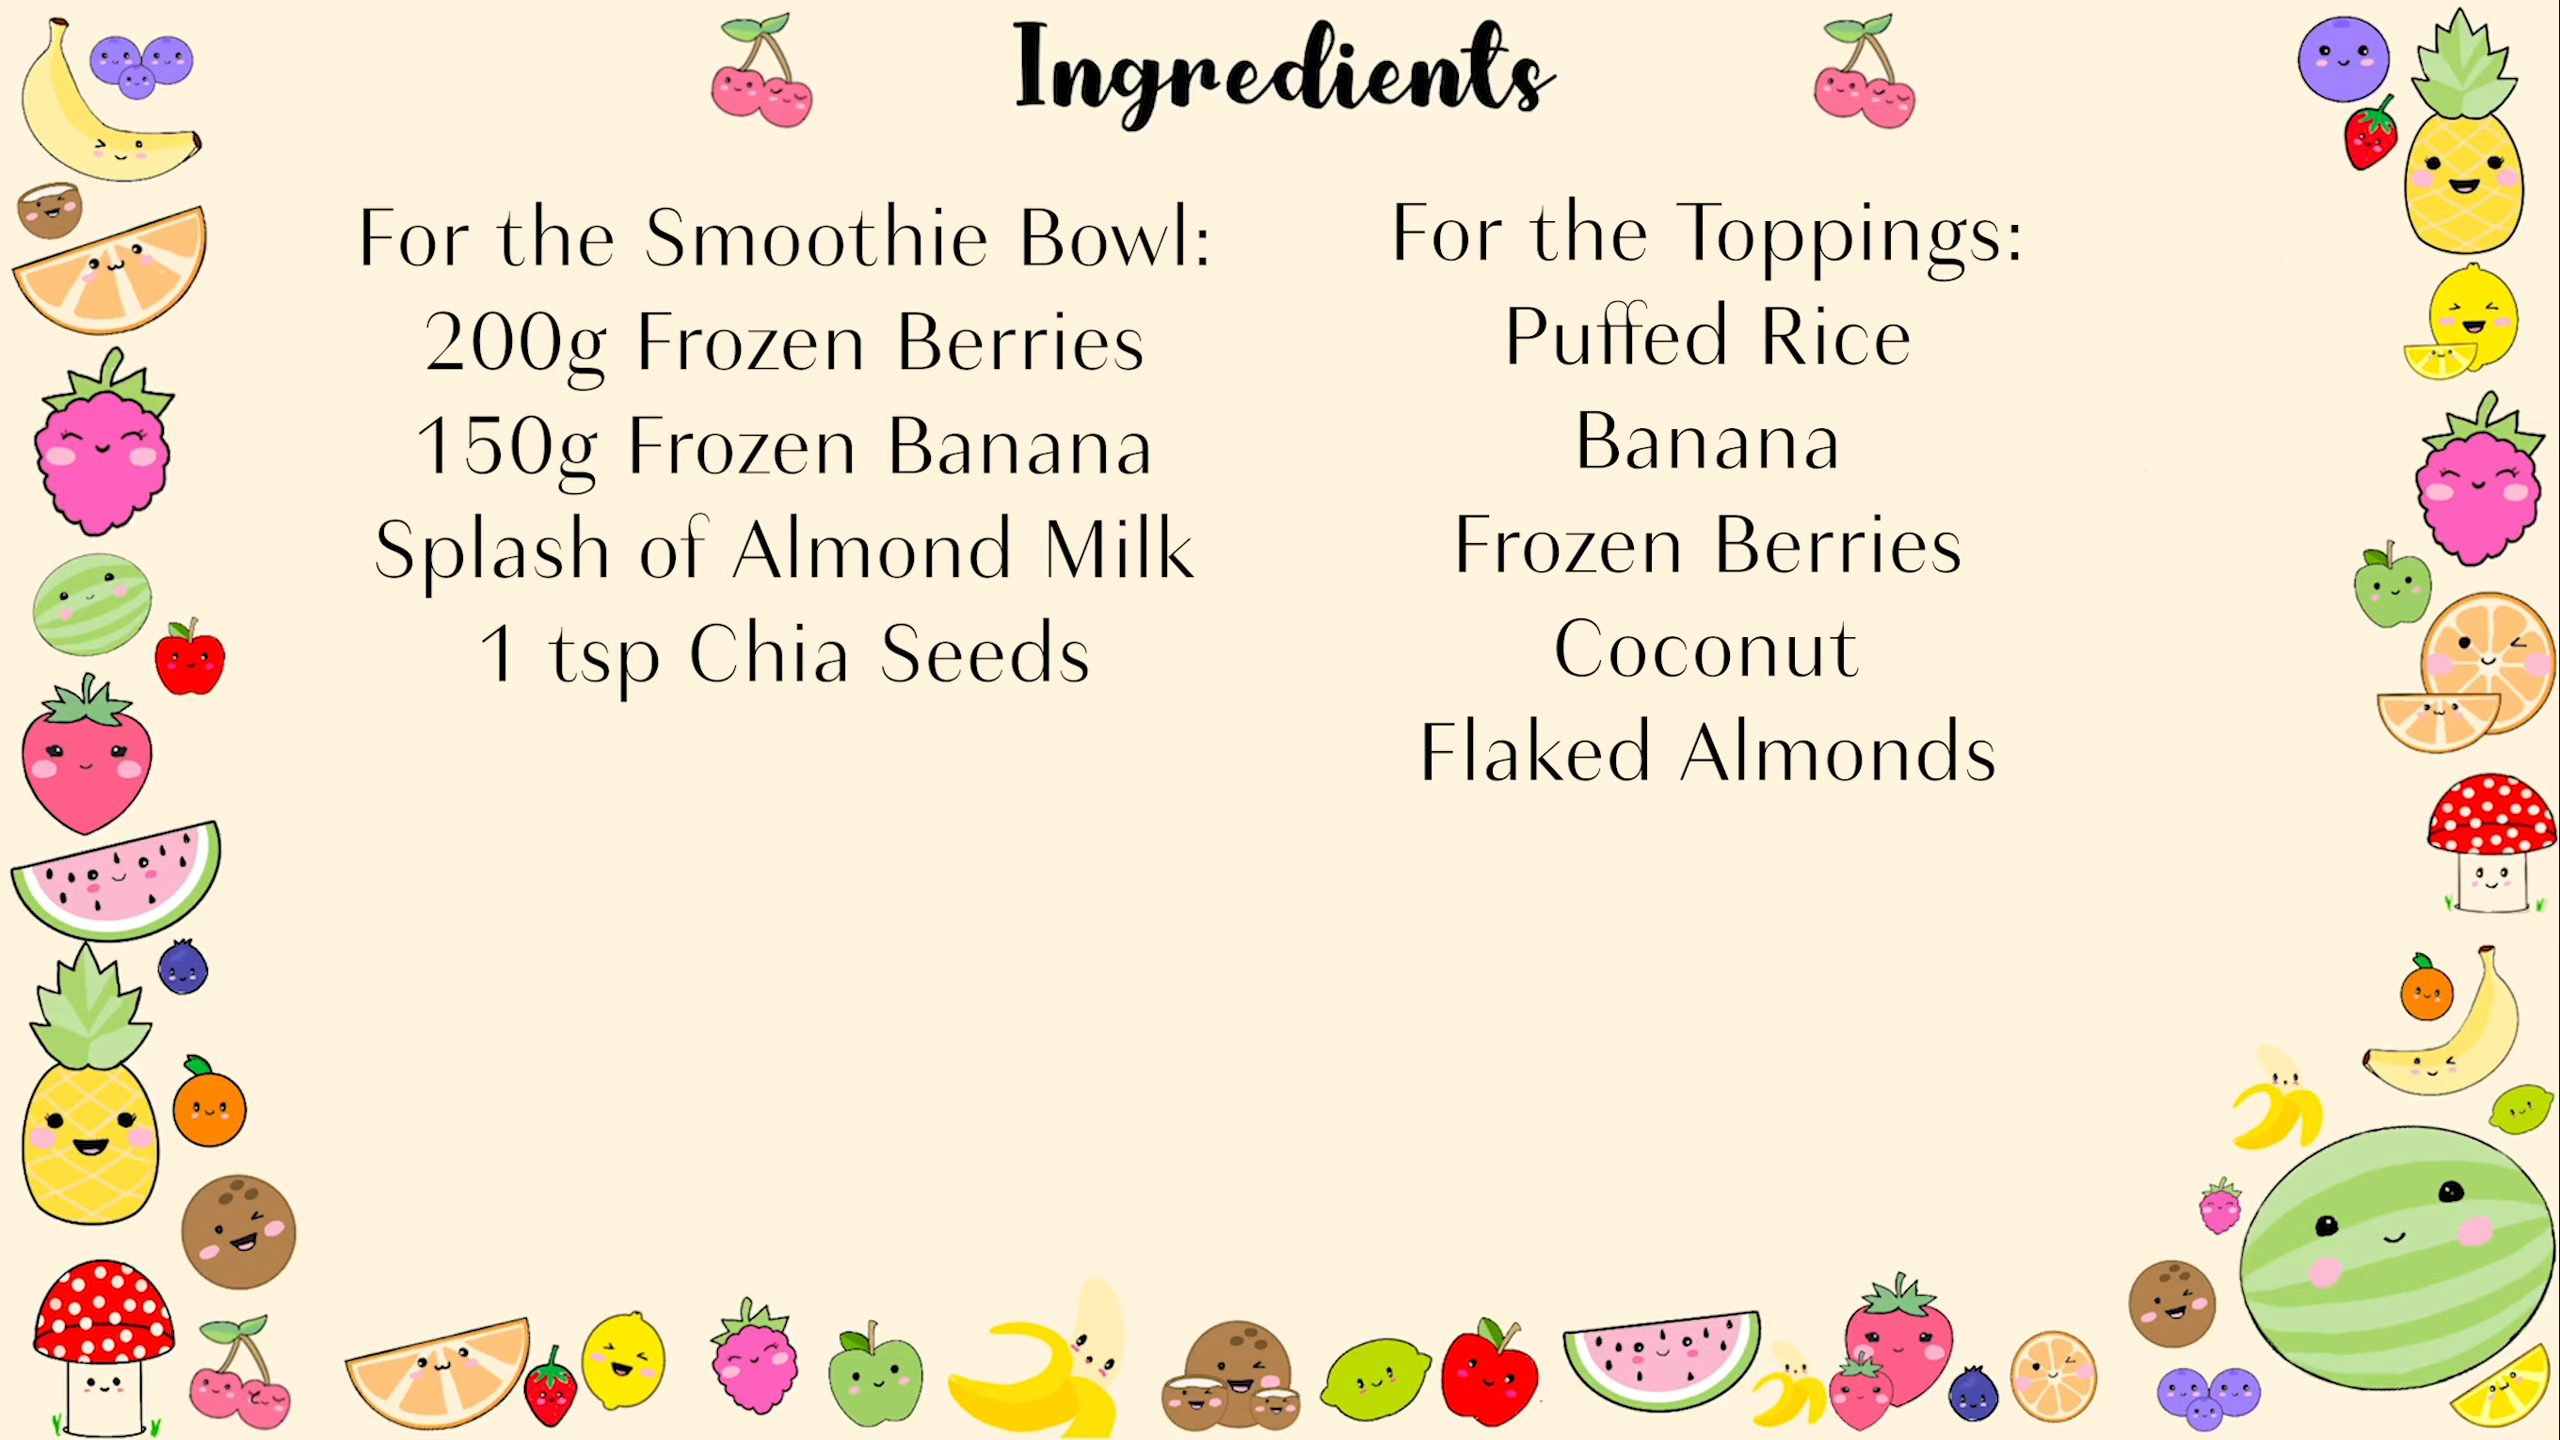 Ingredients
For the Smoothie Bowl:
200g Frozen Berries
150g Frozen Banana
Splash of Almond Milk
1 tsp Chia Seeds
For the Toppings:
Puffed Rice
Banana
Frozen Berries
Coconut
Flaked Almonds